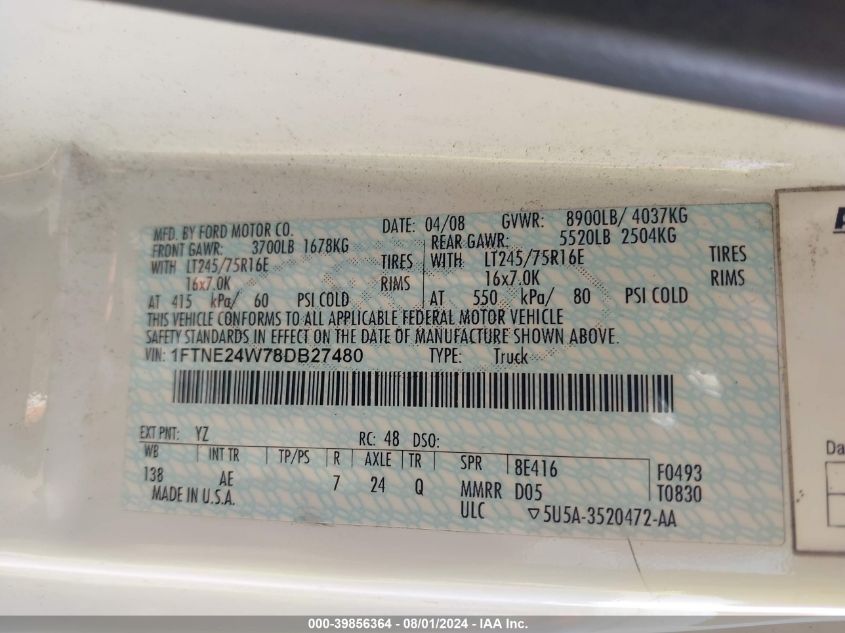 MFD. BY FORD MOTOR CO. DATE: 04/08 GVWR: 8900LB/ 4037KG
FRONT GAWR: 3700LB 1678KG REAR GAWR: 5520LB 2504KG
WITH LT245/75R16E TIRES WITH LT245/75R16E TIRES
16x7.0K RIMS 16x7.0K RIMS
AT 415 kPa/ 60 PSI COLD AT 550 kPa/ 80 PSI COLD
THIS VEHICLE CONFORMS TO ALL APPLICABLE FEDERAL MOTOR VEHICLE
SAFETY STANDARDS IN EFFECT ON THE DATE OF MANUFACTURE SHOWN ABOVE.
VIN: 1FTNE24W78DB27480 TYPE: Truck
EXT PNT: YZ RC: 48 DSO:
WB INT TR TP/PS R AXLE TR SPR 8E416 F0493
138 AE 7 24 Q MMRR D05 T0830
MADE IN U.S.A. ULC ▽5U5A-3520472-AA
Da
000-39856364 - 08/01/2024 - IAA Inc.